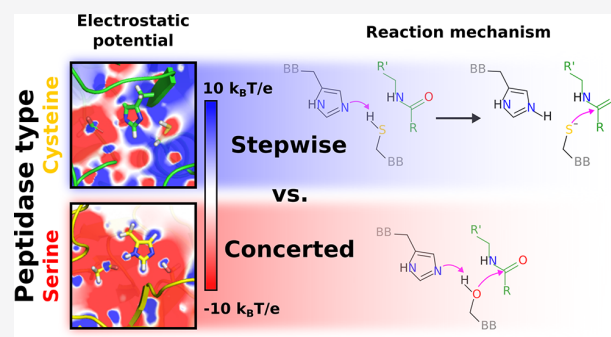 Electrostatic
potential
Reaction mechanism
Peptidase type
Cysteine
Serine
10 kBT/e
-10 kBT/e
Stepwise
vs.
Concerted
BB
R'
HN
N
HN
O
H
S
R
BB
BB
R'
HN
N
H
HN
O
S-
R
BB
BB
R'
HN
N
HN
O
H
O
R
BB